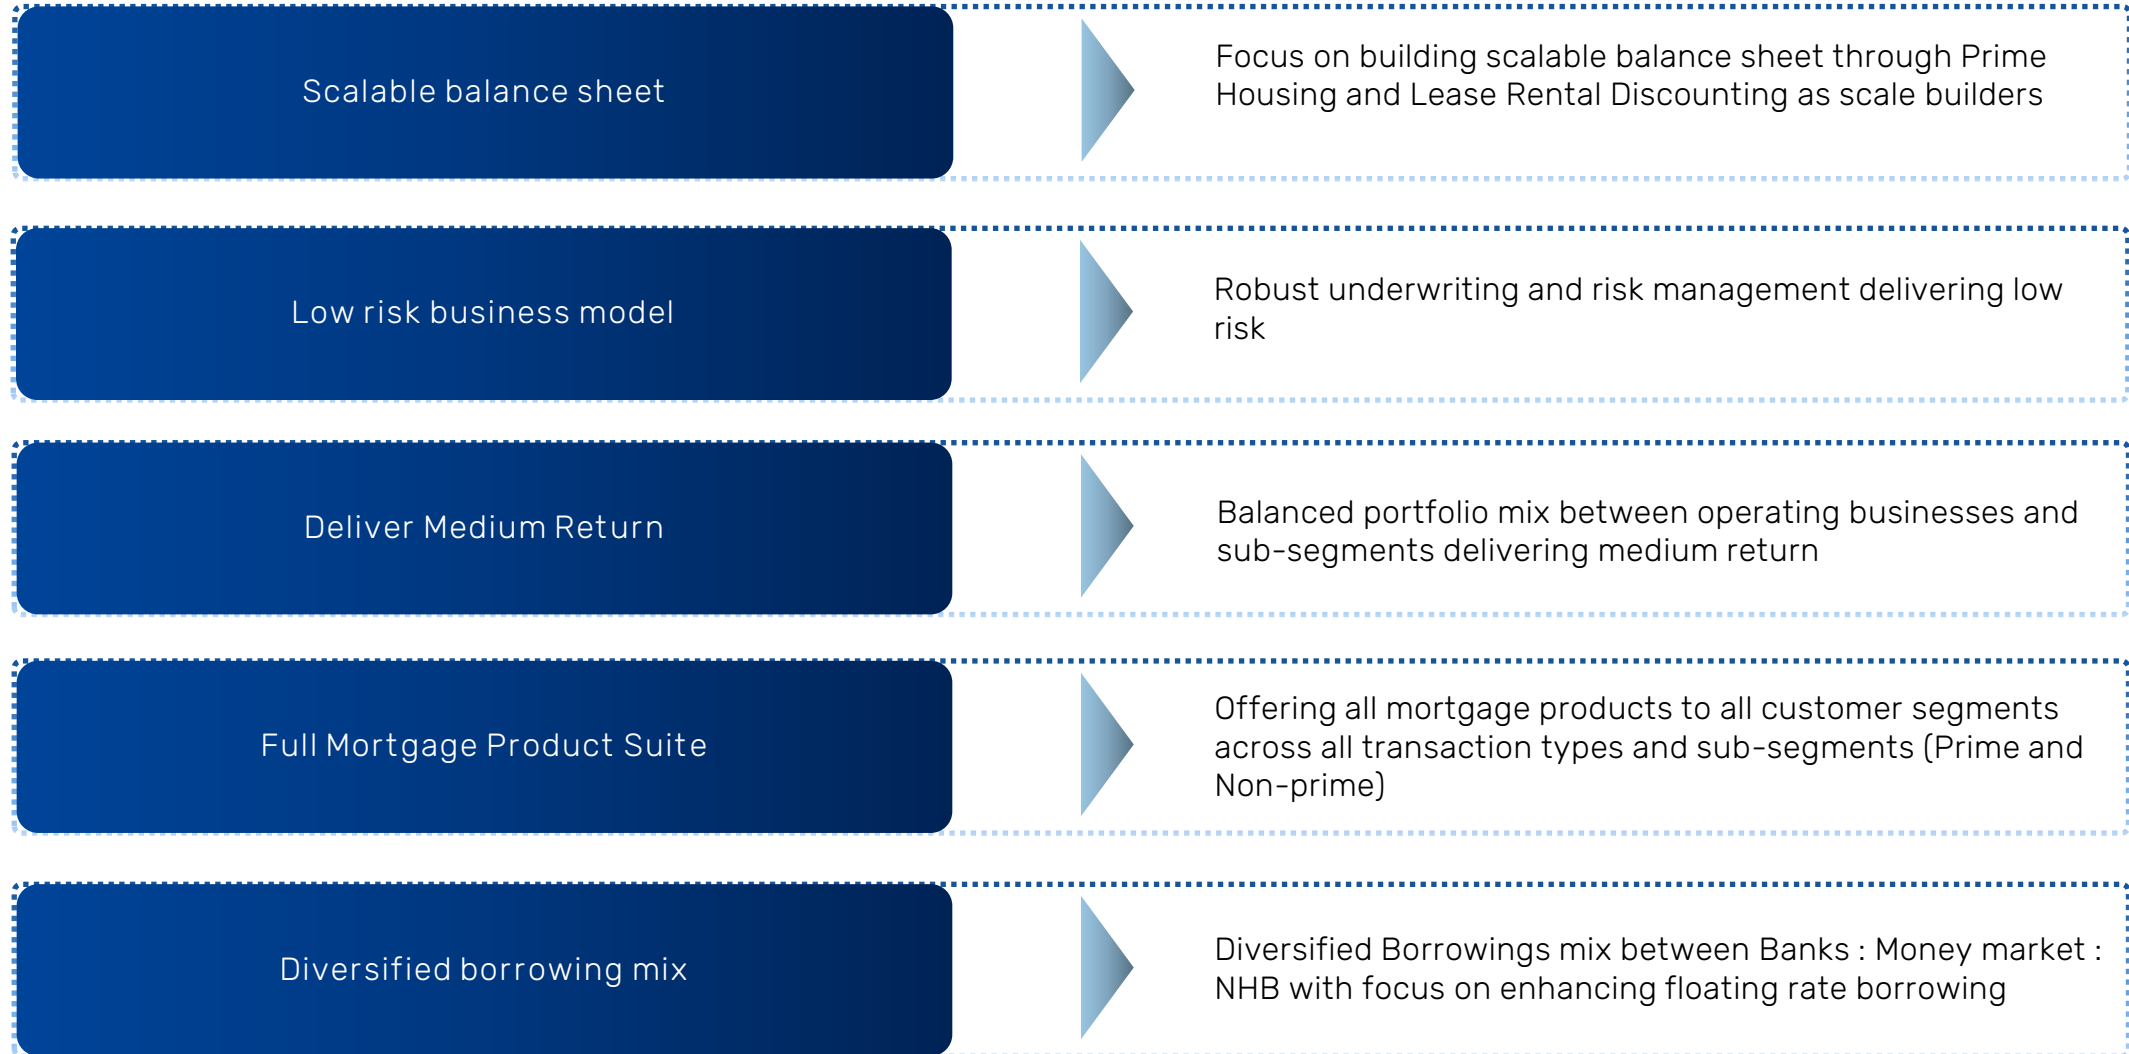 Scalable balance sheet
Focus on building scalable balance sheet through Prime
Housing and Lease Rental Discounting as scale builders
Low risk business model
Robust underwriting and risk management delivering low
risk
Deliver Medium Return
Balanced portfolio mix between operating businesses and
sub-segments delivering medium return
Full Mortgage Product Suite
Offering all mortgage products to all customer segments
across all transaction types and sub-segments (Prime and
Non-prime)
Diversified borrowing mix
Diversified Borrowings mix between Banks : Money market :
NHB with focus on enhancing floating rate borrowing